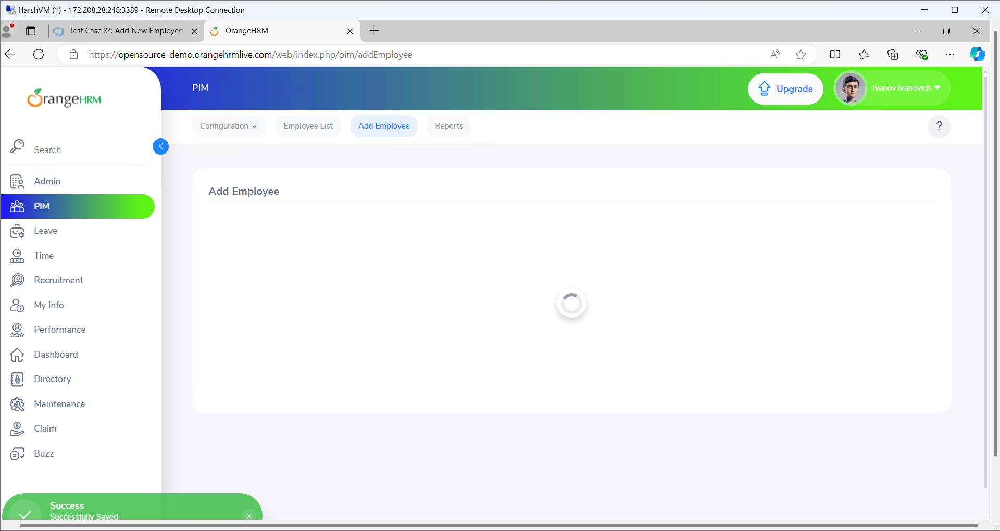 HarshVM (1) - 172.208.28.248:3389 - Remote Desktop Connection
Test Case 3*: Add New Employee
OrangeHRM
https://opensource-demo.orangehrmlive.com/web/index.php/pim/addEmployee
OrangeHRM
PIM
Upgrade
Ivanov Ivanovich
Configuration
Employee List
Add Employee
Reports
?
Search
Admin
PIM
Leave
Time
Recruitment
My Info
Performance
Dashboard
Directory
Maintenance
Claim
Buzz
Add Employee
Success
Successfully Saved